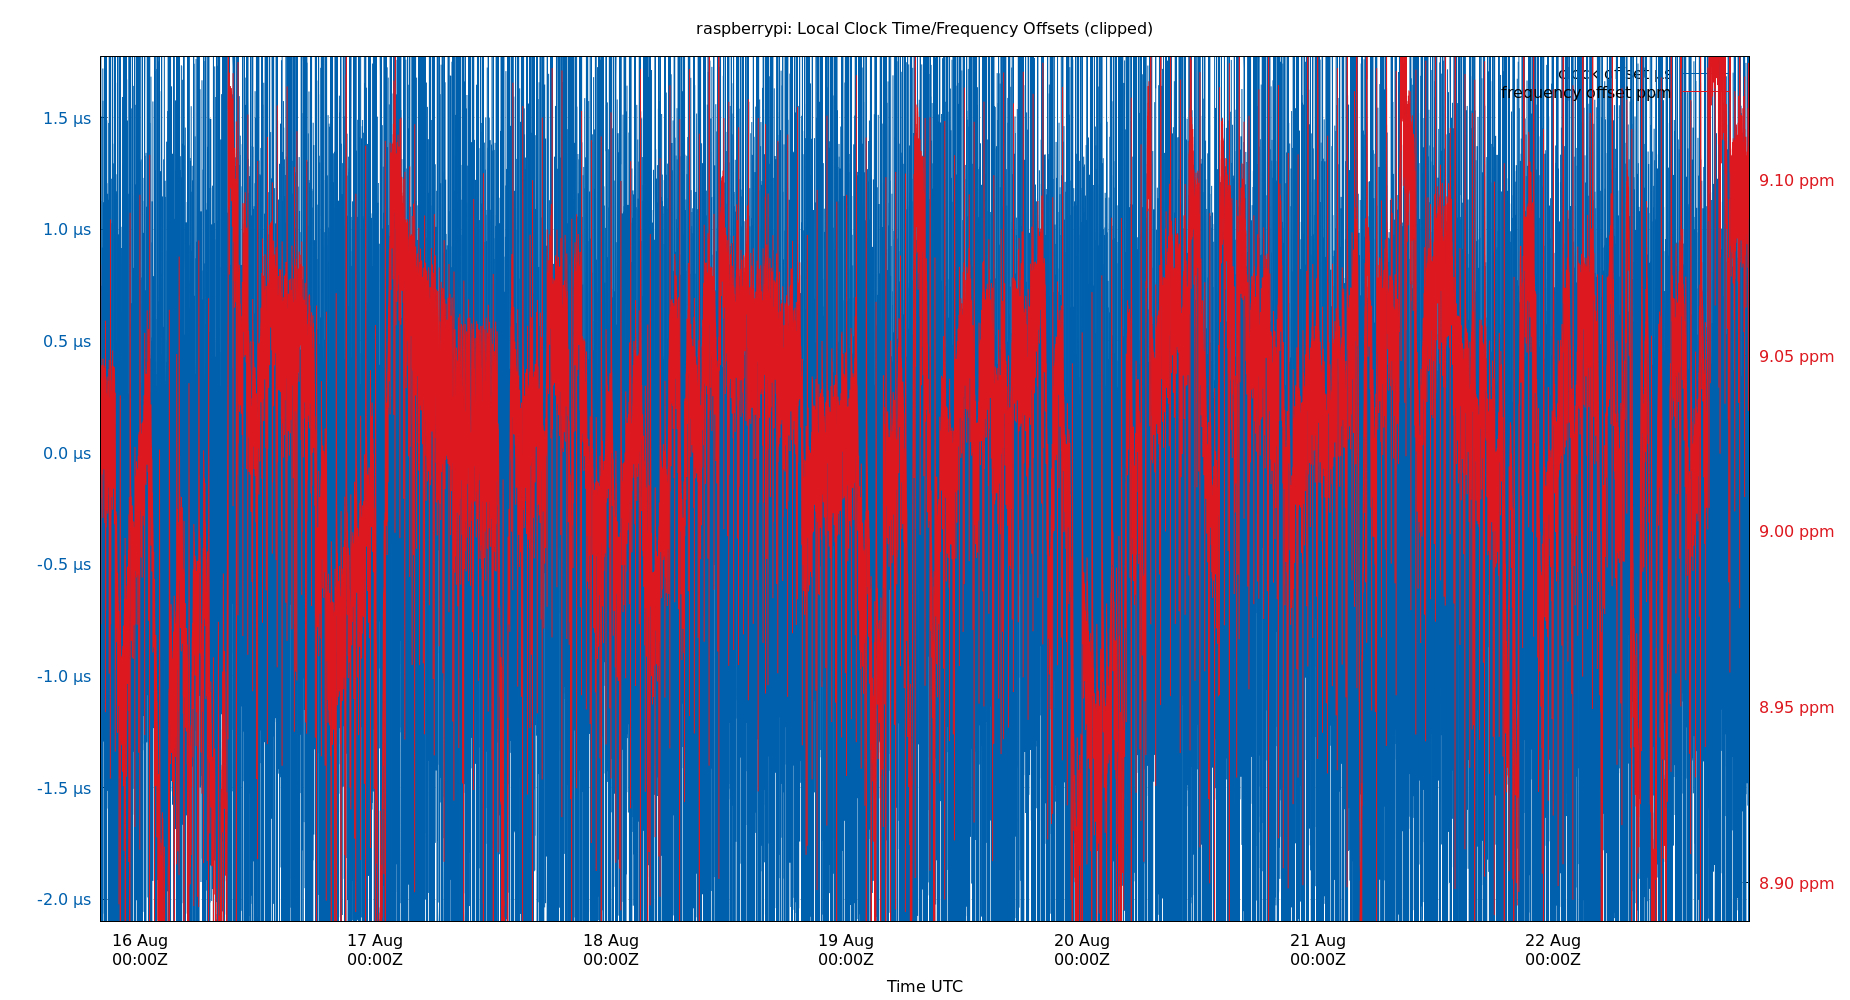 raspberrypi: Local Clock Time/Frequency Offsets (clipped)
clock offset µs
frequency offset ppm
1.5 µs
1.0 µs
0.5 µs
0.0 µs
-0.5 µs
-1.0 µs
-1.5 µs
-2.0 µs
9.10 ppm
9.05 ppm
9.00 ppm
8.95 ppm
8.90 ppm
16 Aug
00:00Z
17 Aug
00:00Z
18 Aug
00:00Z
19 Aug
00:00Z
20 Aug
00:00Z
21 Aug
00:00Z
22 Aug
00:00Z
Time UTC